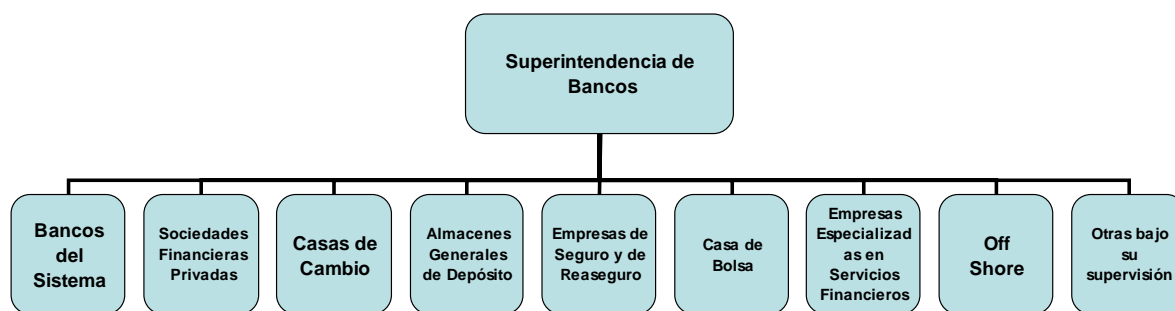 Superintendencia de
Bancos
Bancos
del
Sistema
Sociedades
Financieras
Privadas
Casas de
Cambio
Almacenes
Generales
de Depósito
Empresas de
Seguro y de
Reaseguro
Casa de
Bolsa
Empresas
Especializad
as en
Servicios
Financieros
Off
Shore
Otras bajo
su
supervisión